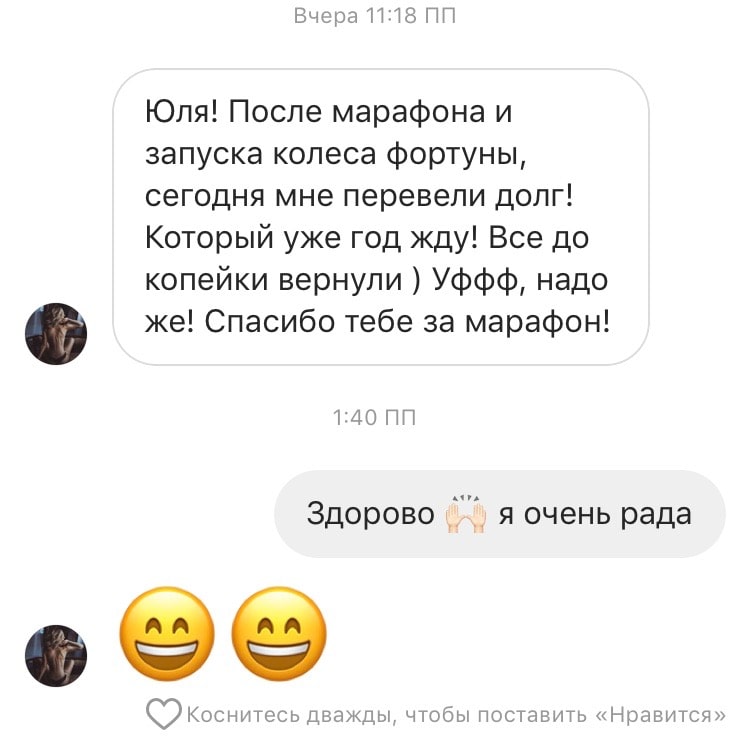 Вчера 11:18 ПП
Юля! После марафона и
запуска колеса фортуны,
сегодня мне перевели долг!
Который уже год жду! Все до
копейки вернули ) Уффф, надо
же! Спасибо тебе за марафон!
1:40 ПП
Здорово 🙌🏻 я очень рада
😄 😄
Коснитесь дважды, чтобы поставить «Нравится»